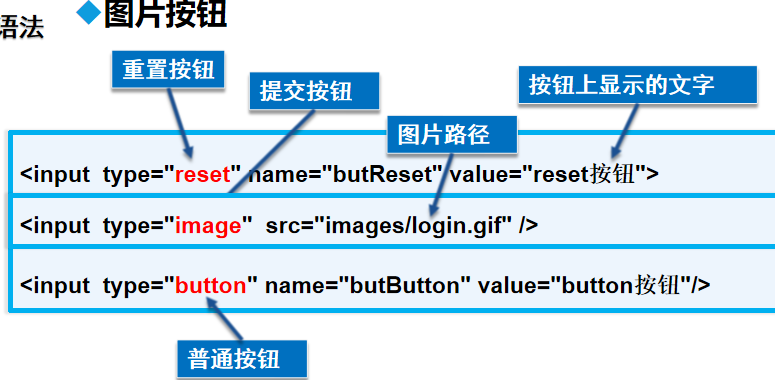 语法
◆图片按钮
重置按钮
提交按钮
按钮上显示的文字
图片路径
<input type="reset" name="butReset" value="reset按钮">
<input type="image" src="images/login.gif" />
<input type="button" name="butButton" value="button按钮"/>
普通按钮